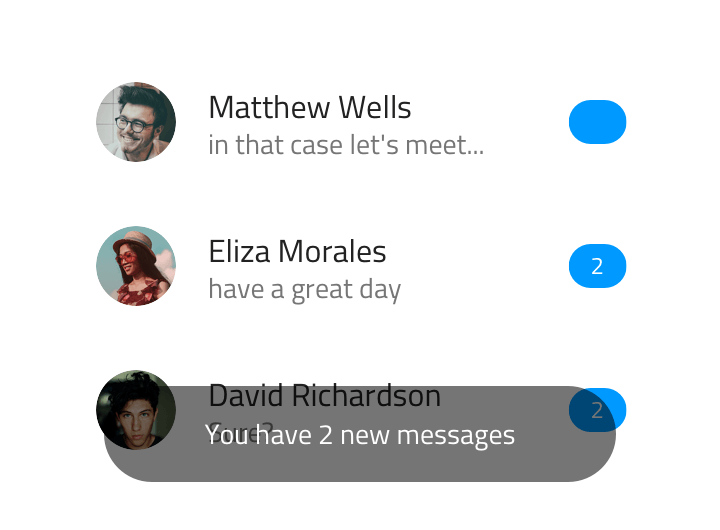 Matthew Wells
in that case let's meet...
Eliza Morales
have a great day
2
David Richardson
2
Sure?
You have 2 new messages